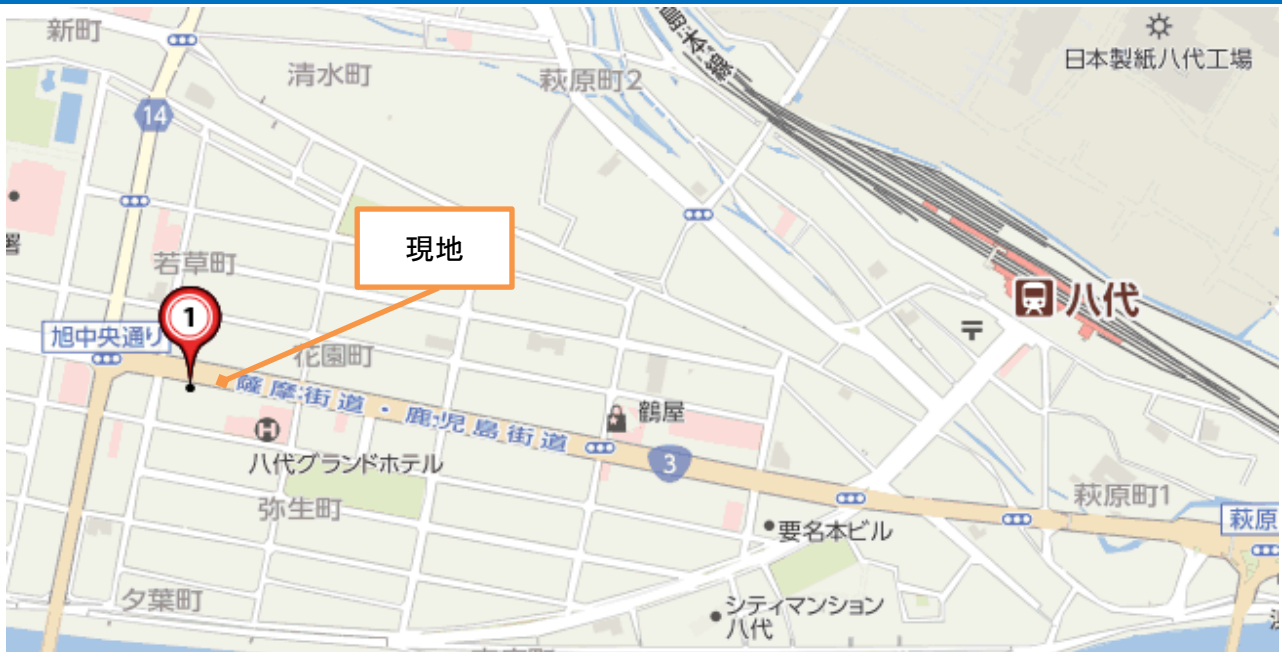 新町
清水町
萩原町2
本線
日本製紙八代工場
14
現地
若草町
署
1
八代
旭中央通り
花園町
薩摩街道・鹿児島街道
鶴屋
H
八代グランドホテル
3
萩原町1
萩原
弥生町
要名本ビル
夕葉町
シティマンション
八代